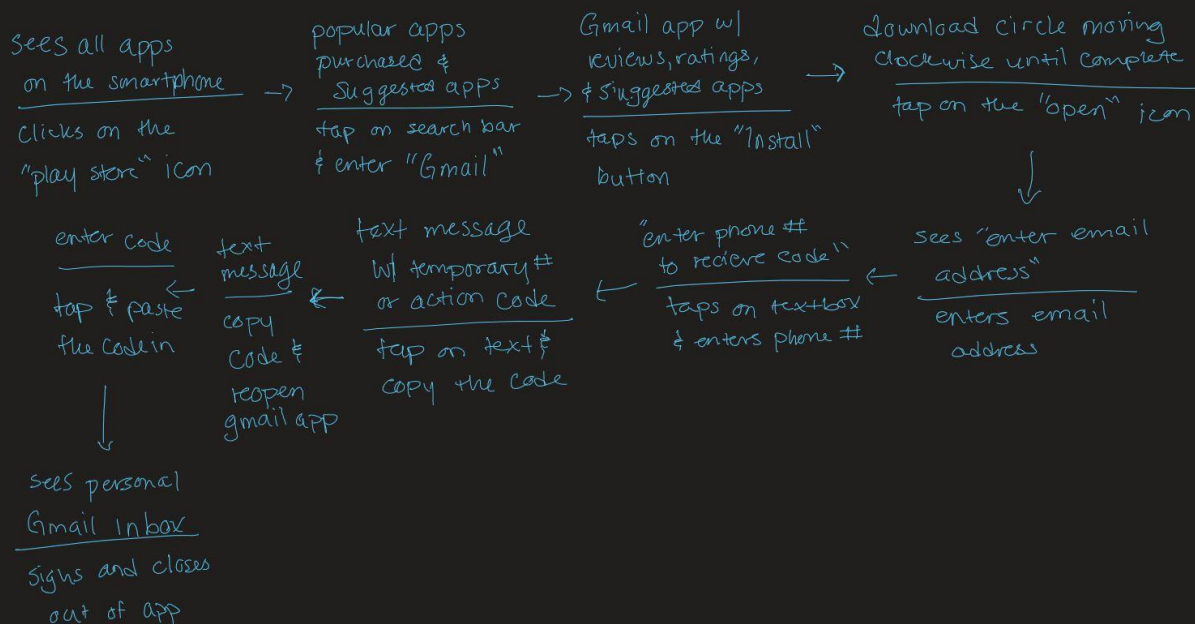 sees all apps
on the smartphone
clicks on the
"play store" icon
popular apps
purchased &
suggested apps
tap on search bar
& enter "Gmail"
Gmail app w/
reviews, ratings,
& suggested apps
taps on the "Install"
button
download circle moving
clockwise until complete
tap on the "open" icon
sees "enter email
address"
enters email
address
"enter phone #
to recieve code"
taps on textbox
& enters phone #
text message
w/ temporary #
or action code
tap on text &
copy the code
text
message
copy
code &
reopen
gmail app
enter code
tap & paste
the code in
sees personal
Gmail inbox
sighs and closes
out of app